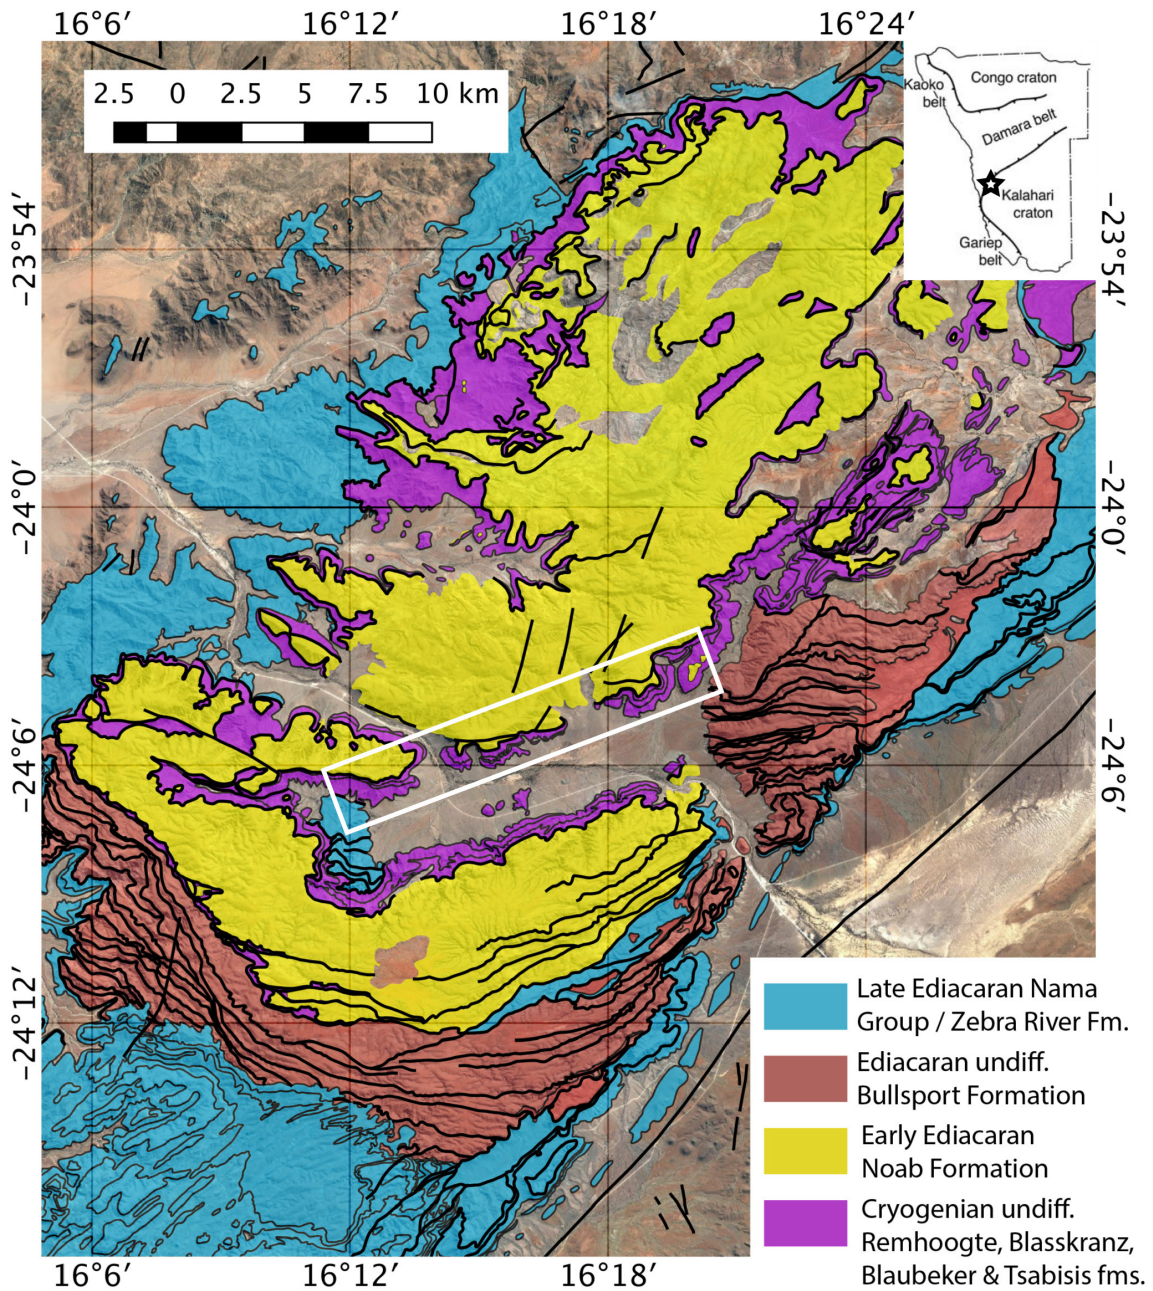 16°6′ 16°12′ 16°18′ 16°24′
2.5 0 2.5 5 7.5 10 km
Congo craton
Kaoko
belt
Damara belt
Kalahari
craton
Gariep
belt
-23°54′
-23°54′
-24°0′
-24°0′
-24°6′
-24°6′
-24°12′
Late Ediacaran Nama
Group / Zebra River Fm.
Ediacaran undiff.
Bullsport Formation
Early Ediacaran
Noab Formation
Cryogenian undiff.
Remhoogte, Blasskranz,
Blaubeker & Tsabisis fms.
16°6′ 16°12′ 16°18′